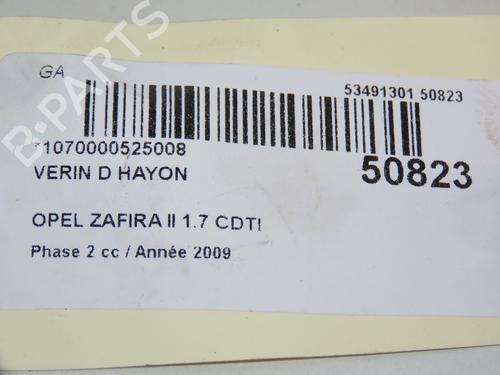 GA
53491301 50823
*1070000525008
50823
VERIN D HAYON
OPEL ZAFIRA II 1.7 CDTI
Phase 2 cc / Année 2009
B-PARTS